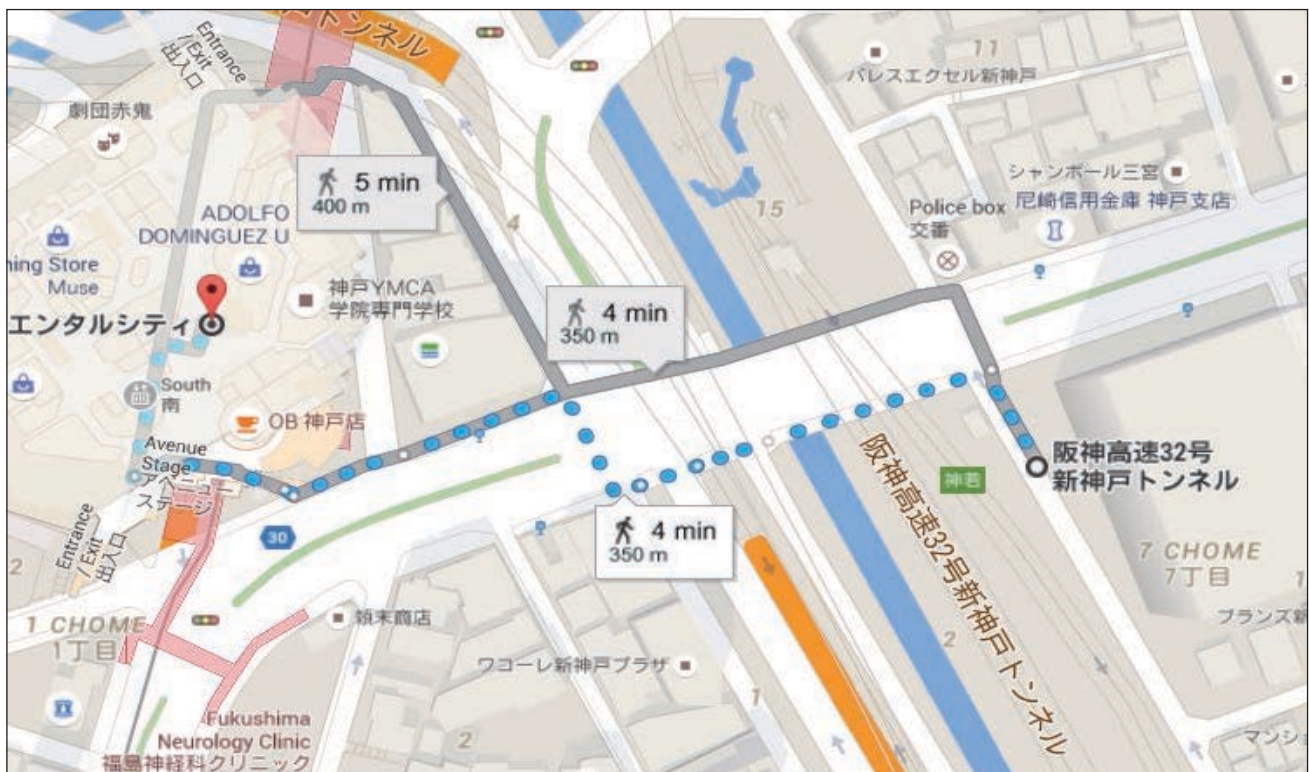 トンネル
Entrance
/Exit
出入口
劇団赤鬼
11
パレスエクセル新神戸
5 min
400 m
4
15
シャンボール三宮
尼崎信用金庫 神戸支店
Police box
交番
ADOLFO
DOMINGUEZ U
ning Store
Muse
神戸YMCA
学院専門学校
エンタルシティ
4 min
350 m
South
南
OB 神戸店
Avenue
Stage
アベニュー
ステージ
Entrance
/Exit
出入口
30
4 min
350 m
阪神高速32号
新神戸トンネル
神若
阪神高速32号新神戸トンネル
7 CHOME
7丁目
2
1 CHOME
1丁目
頼末商店
ワコーレ新神戸プラザ
ブランズ新
1
2
1
2
Fukushima
Neurology Clinic
福島神経科クリニック
マンシ